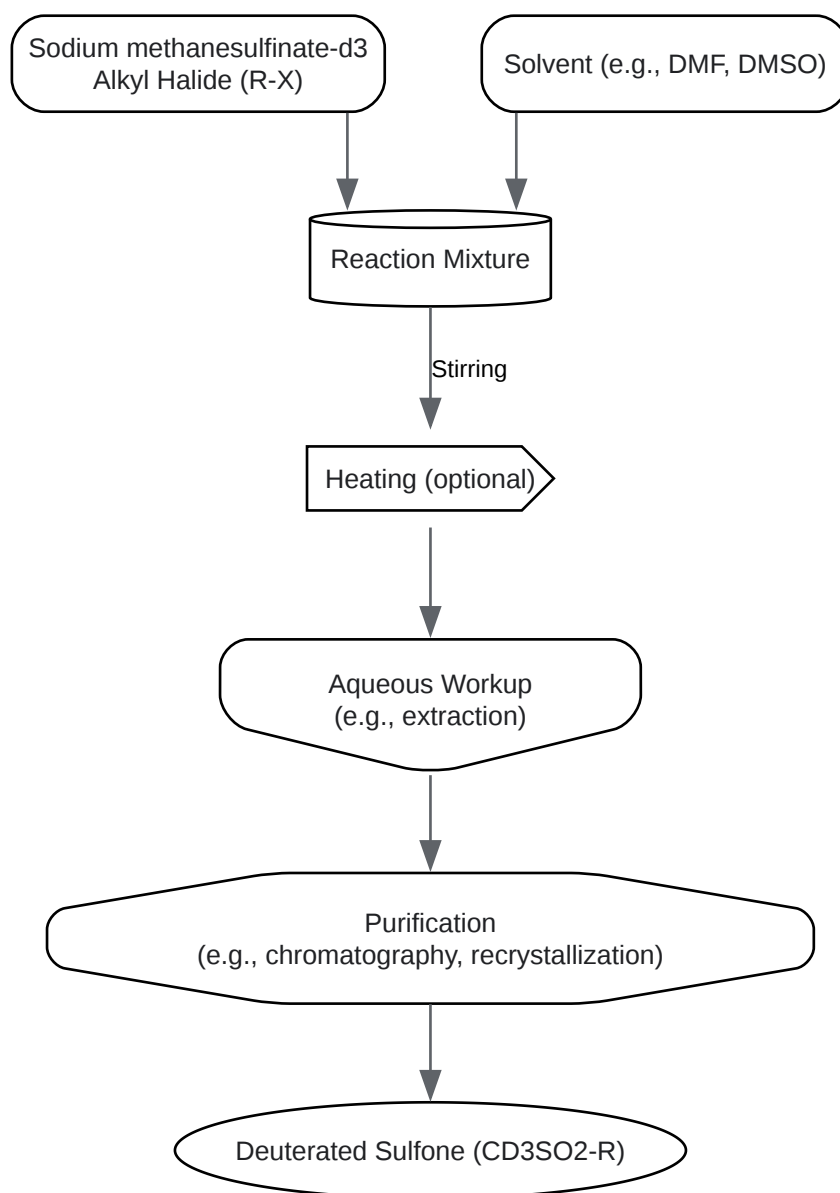 Sodium methanesulfinate-d3
Alkyl Halide (R-X)
Solvent (e.g., DMF, DMSO)
Reaction Mixture
Stirring
Heating (optional)
Aqueous Workup
(e.g., extraction)
Purification
(e.g., chromatography, recrystallization)
Deuterated Sulfone (CD3SO2-R)